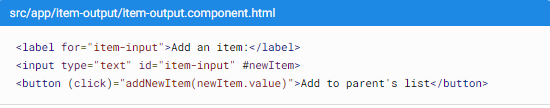 src/app/item-output/item-output.component.html
<label for="item-input">Add an item:</label>
<input type="text" id="item-input" #newItem>
<button (click)="addNewItem(newItem.value)">Add to parent's list</button>